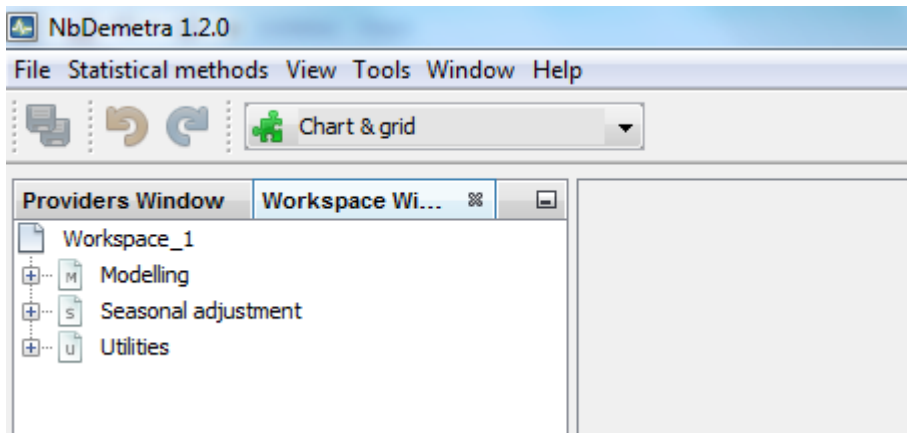 NbDemetra 1.2.0
File Statistical methods View Tools Window Help
Chart & grid
Providers Window Workspace Wi...
Workspace_1
M Modelling
S Seasonal adjustment
U Utilities